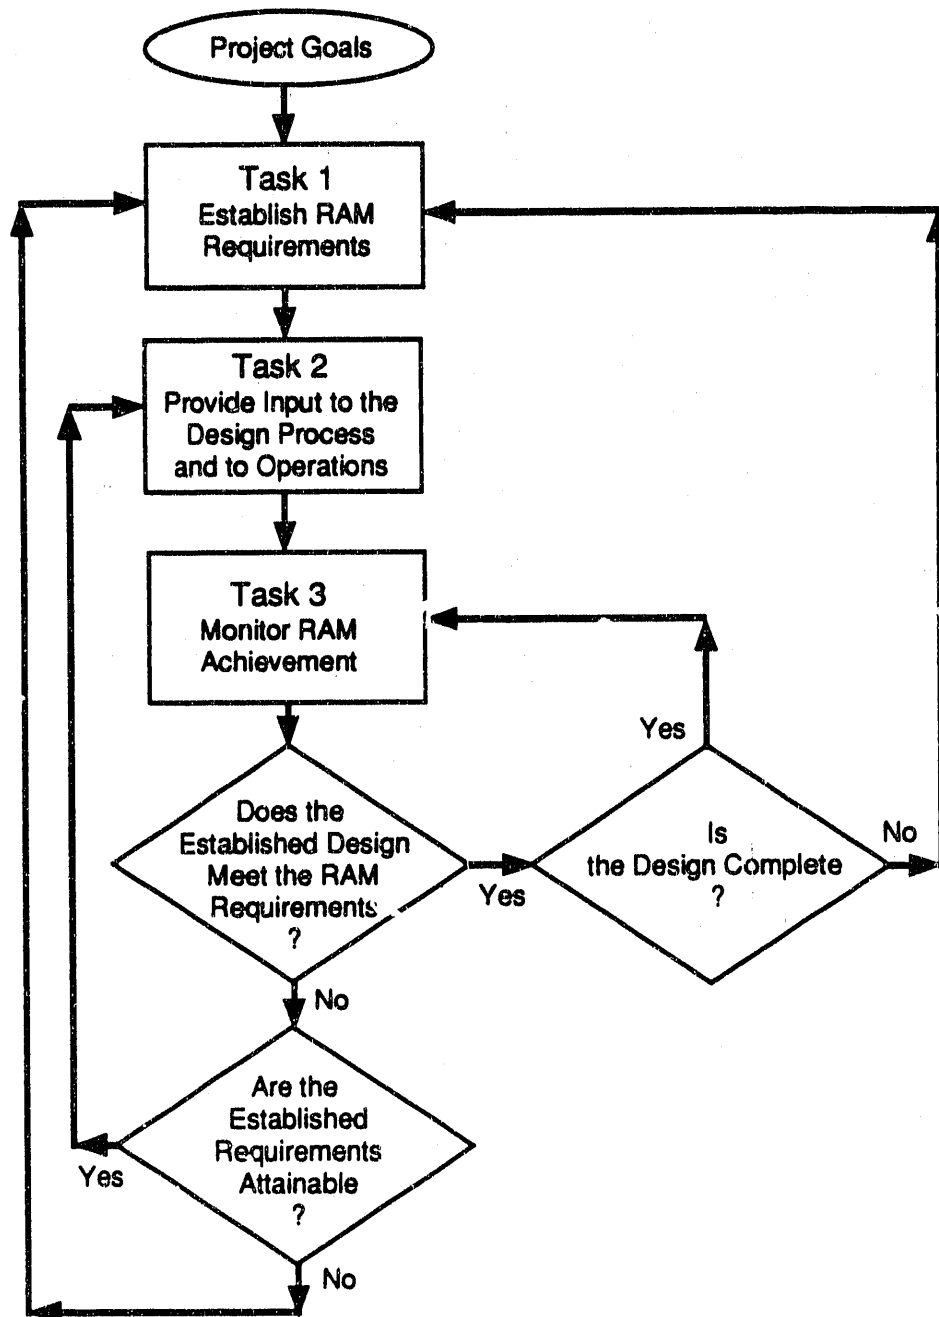 Project Goals
Task 1
Establish RAM
Requirements
Task 2
Provide Input to the
Design Process
and to Operations
Task 3
Monitor RAM
Achievement
Yes
Does the
Established Design
Meet the RAM
Requirements
?
Yes
Is
the Design Complete
?
No
No
Are the
Established
Requirements
Attainable
?
Yes
No